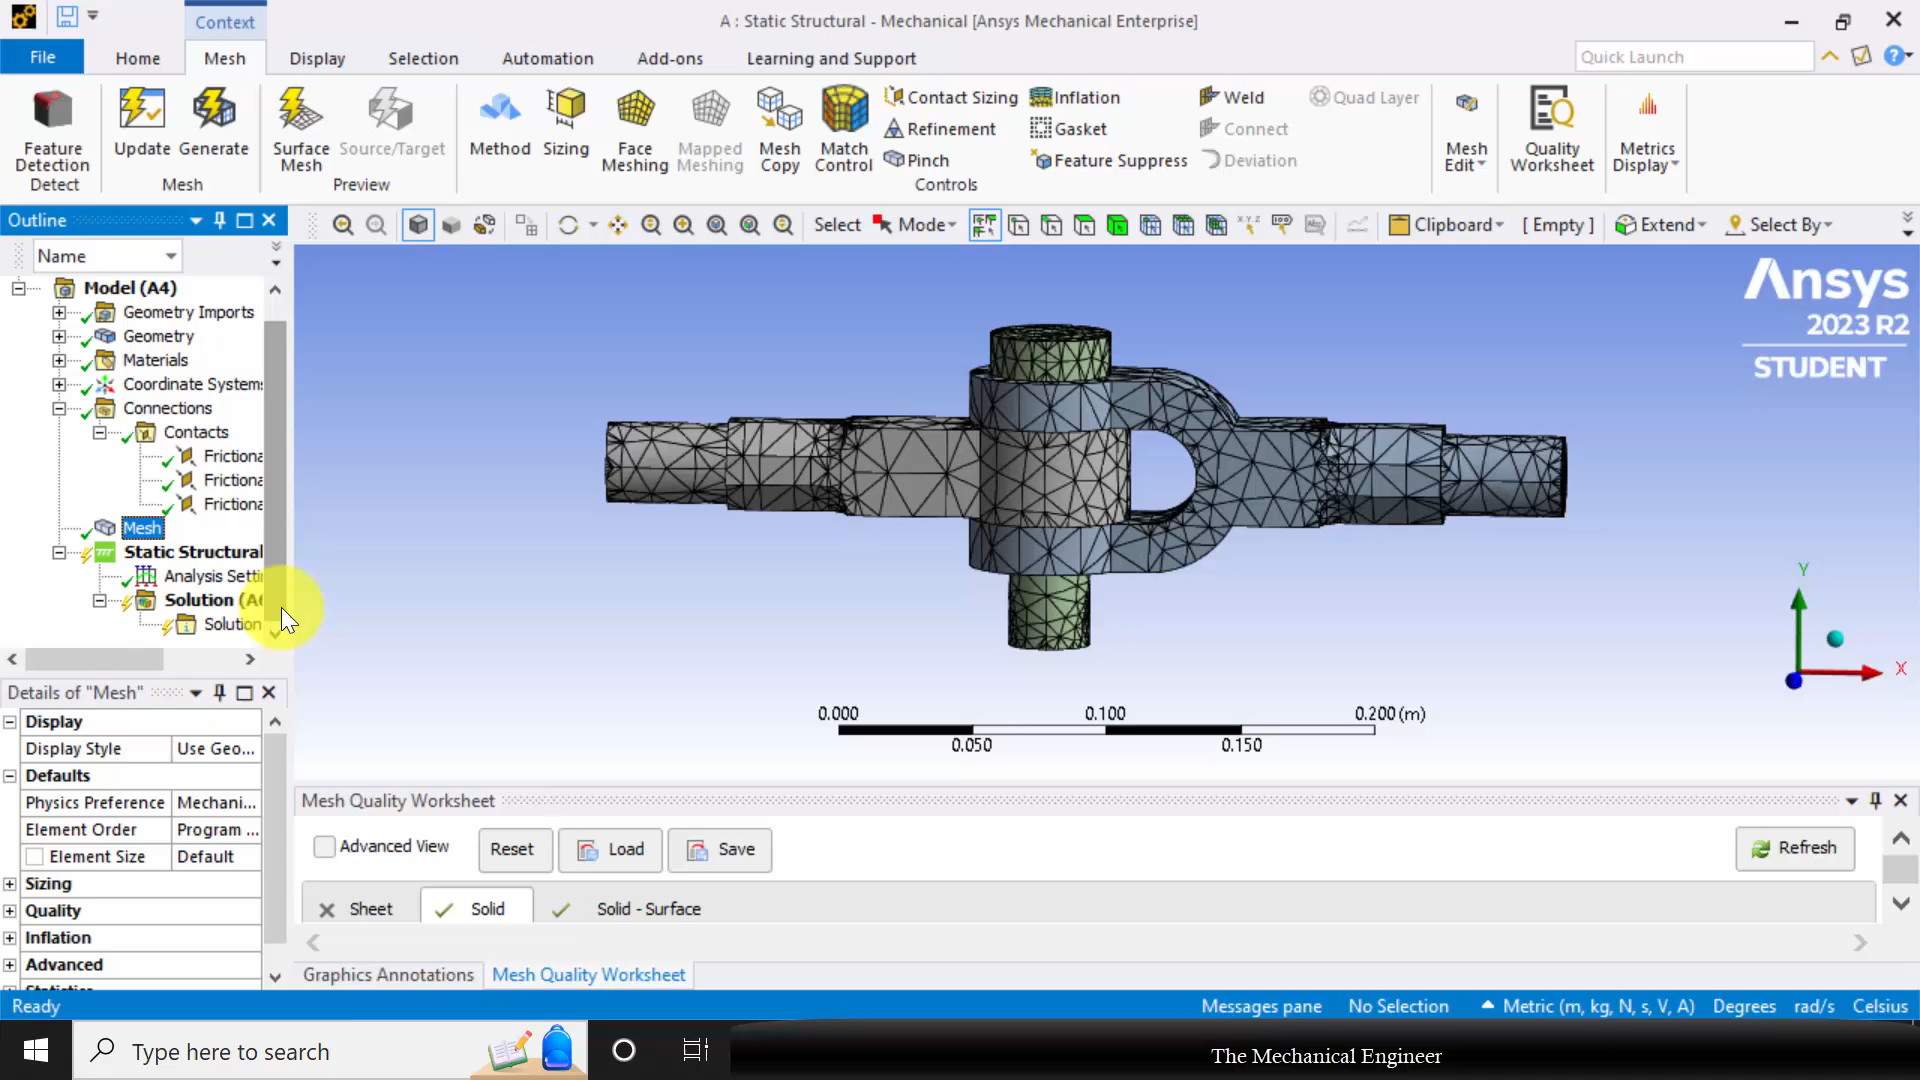 Context
A : Static Structural - Mechanical [Ansys Mechanical Enterprise]
File Home Mesh Display Selection Automation Add-ons Learning and Support Quick Launch
Feature Detection Update Generate Surface Mesh Source/Target Method Sizing Face Meshing Mapped Meshing Mesh Copy Match Control
Contact Sizing Inflation Weld Quad Layer
Refinement Gasket Connect
Pinch Feature Suppress Deviation
Mesh Edit Quality Worksheet Metrics Display
Detect Mesh Preview Controls
Outline Select Mode Clipboard [ Empty ] Extend Select By
Name
Model (A4)
Geometry Imports
Geometry
Materials
Coordinate Systems
Connections
Contacts
Frictiona
Frictiona
Frictiona
Mesh
Static Structural
Analysis Setti
Solution (A6
Solution
Ansys
2023 R2
STUDENT
Y
X
0.000 0.100 0.200 (m)
0.050 0.150
Details of "Mesh"
Display
Display Style Use Geo...
Defaults
Physics Preference Mechani...
Element Order Program ...
Element Size Default
Sizing
Quality
Inflation
Advanced
Statistics
Mesh Quality Worksheet
Advanced View Reset Load Save Refresh
Sheet Solid Solid - Surface
Graphics Annotations Mesh Quality Worksheet
Ready Messages pane No Selection Metric (m, kg, N, s, V, A) Degrees rad/s Celsius
Type here to search
The Mechanical Engineer